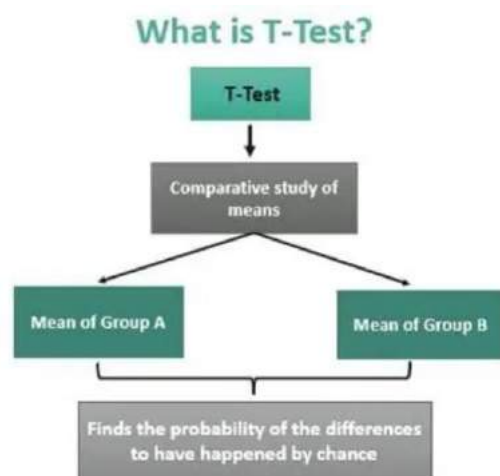 What is T-Test?
T-Test
Comparative study of
means
Mean of Group A
Mean of Group B
Finds the probability of the differences
to have happened by chance